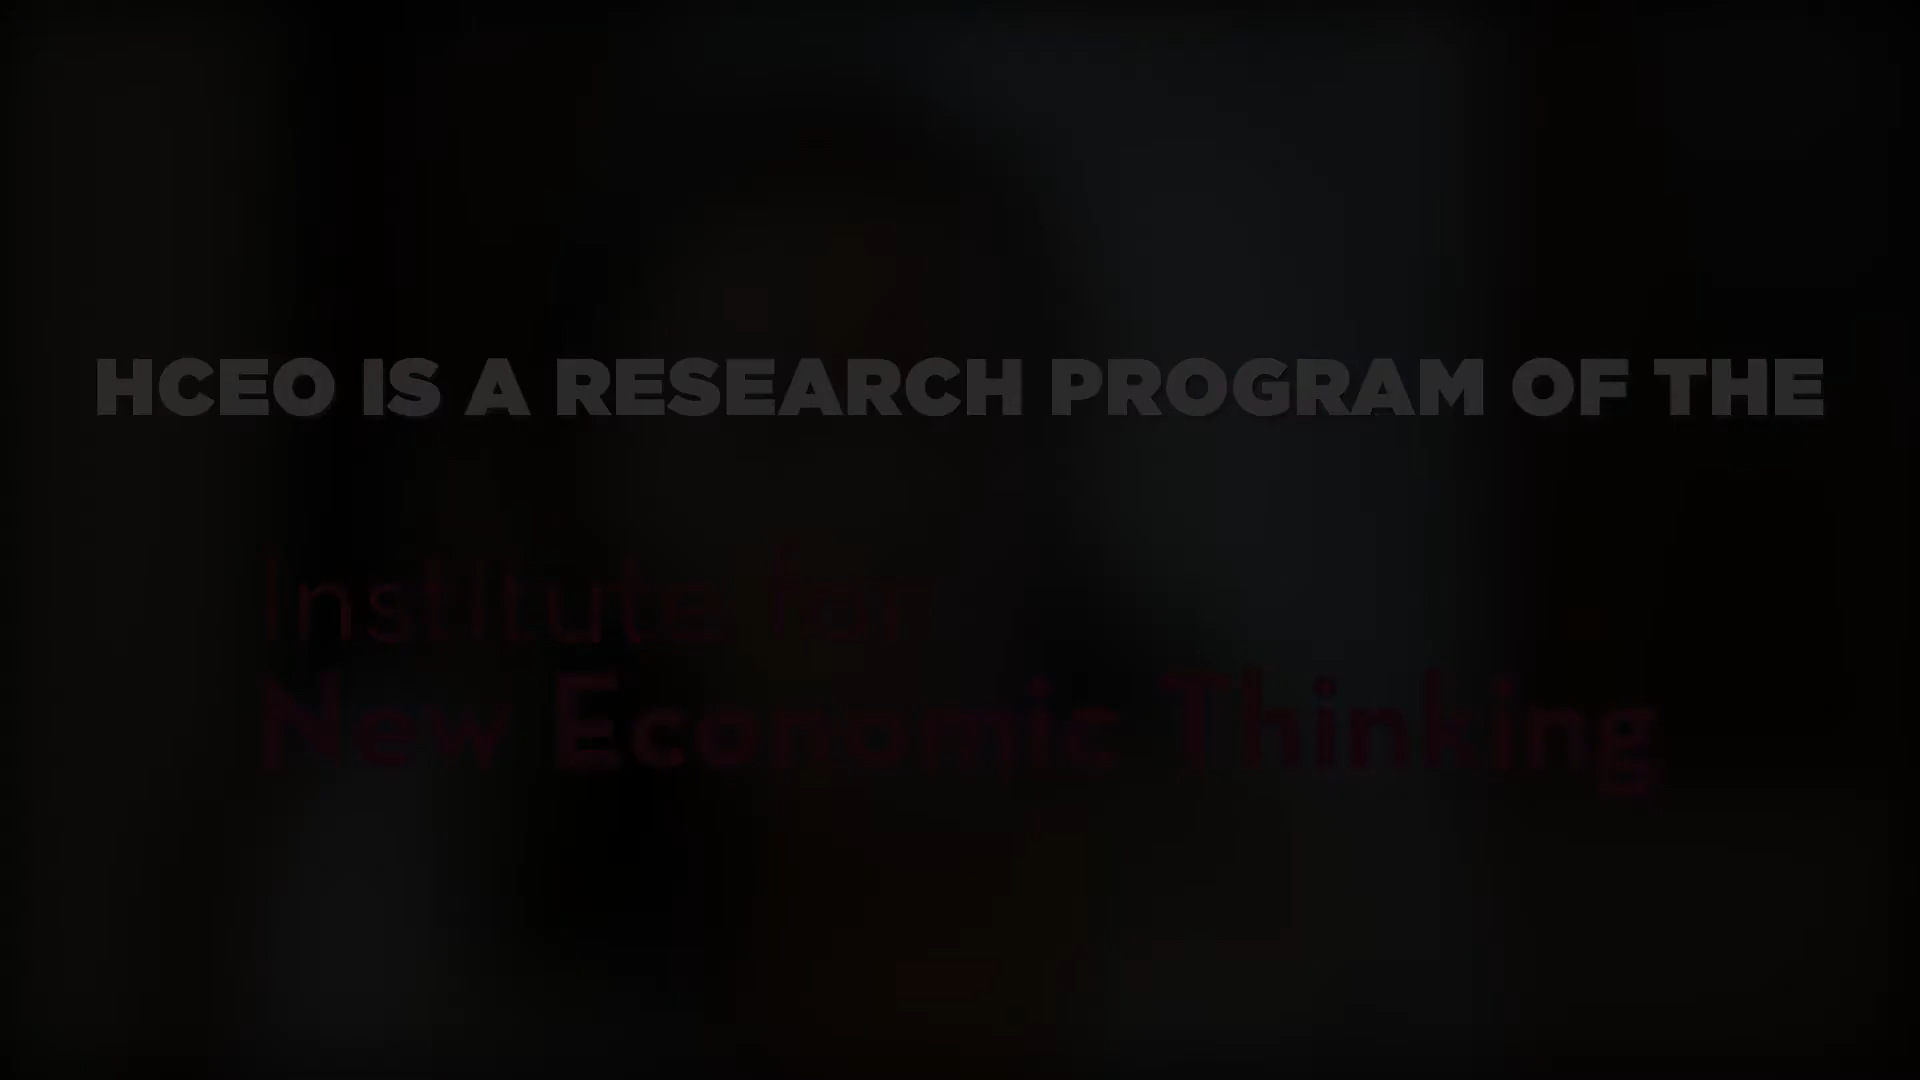 HCEO IS A RESEARCH PROGRAM OF THE
Institute for
New Economic Thinking